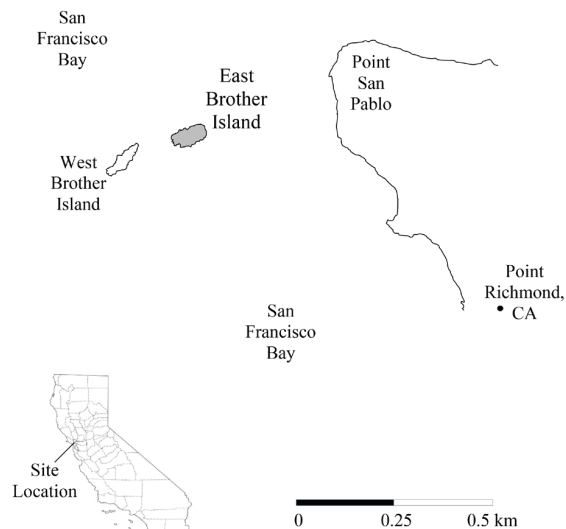 San
Francisco
Bay
East
Brother
Island
Point
San
Pablo
West
Brother
Island
Point
Richmond,
CA
San
Francisco
Bay
Site
Location
0 0.25 0.5 km